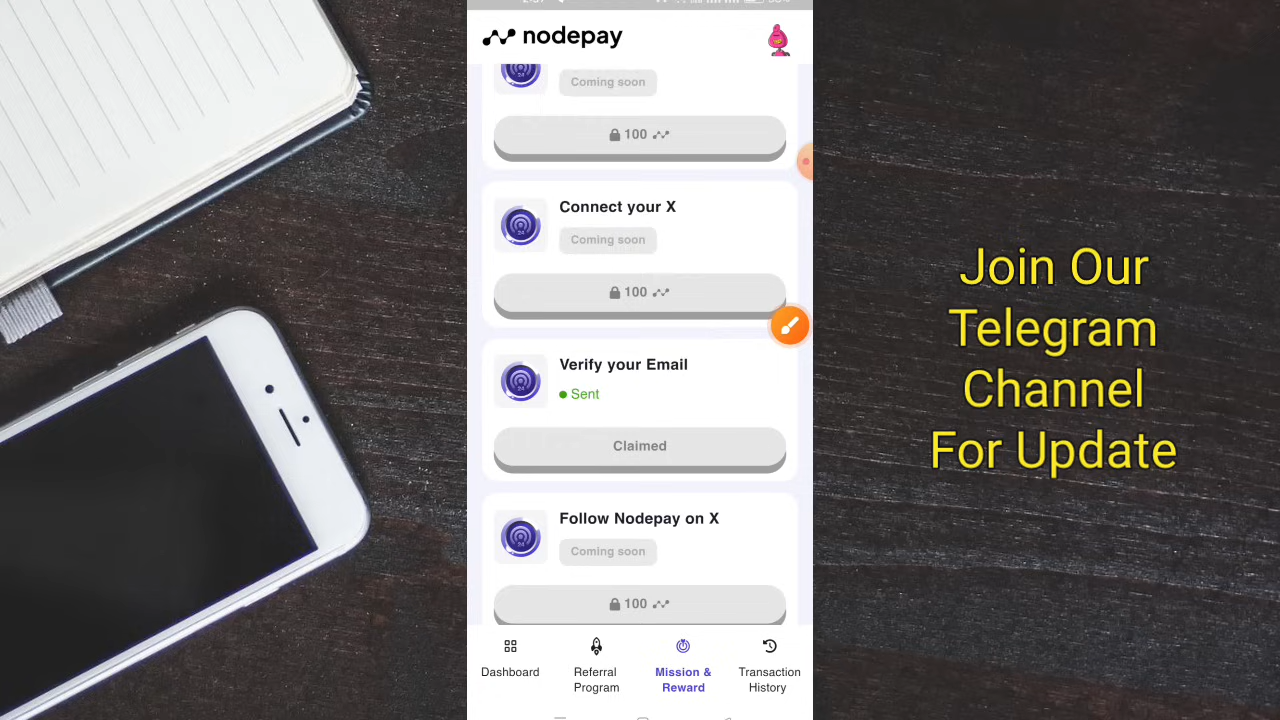 nodepay
Coming soon
100
Connect your X
Coming soon
100
Verify your Email
Sent
Claimed
Follow Nodepay on X
Coming soon
100
Dashboard
Referral
Program
Mission &
Reward
Transaction
History
Join Our
Telegram
Channel
For Update